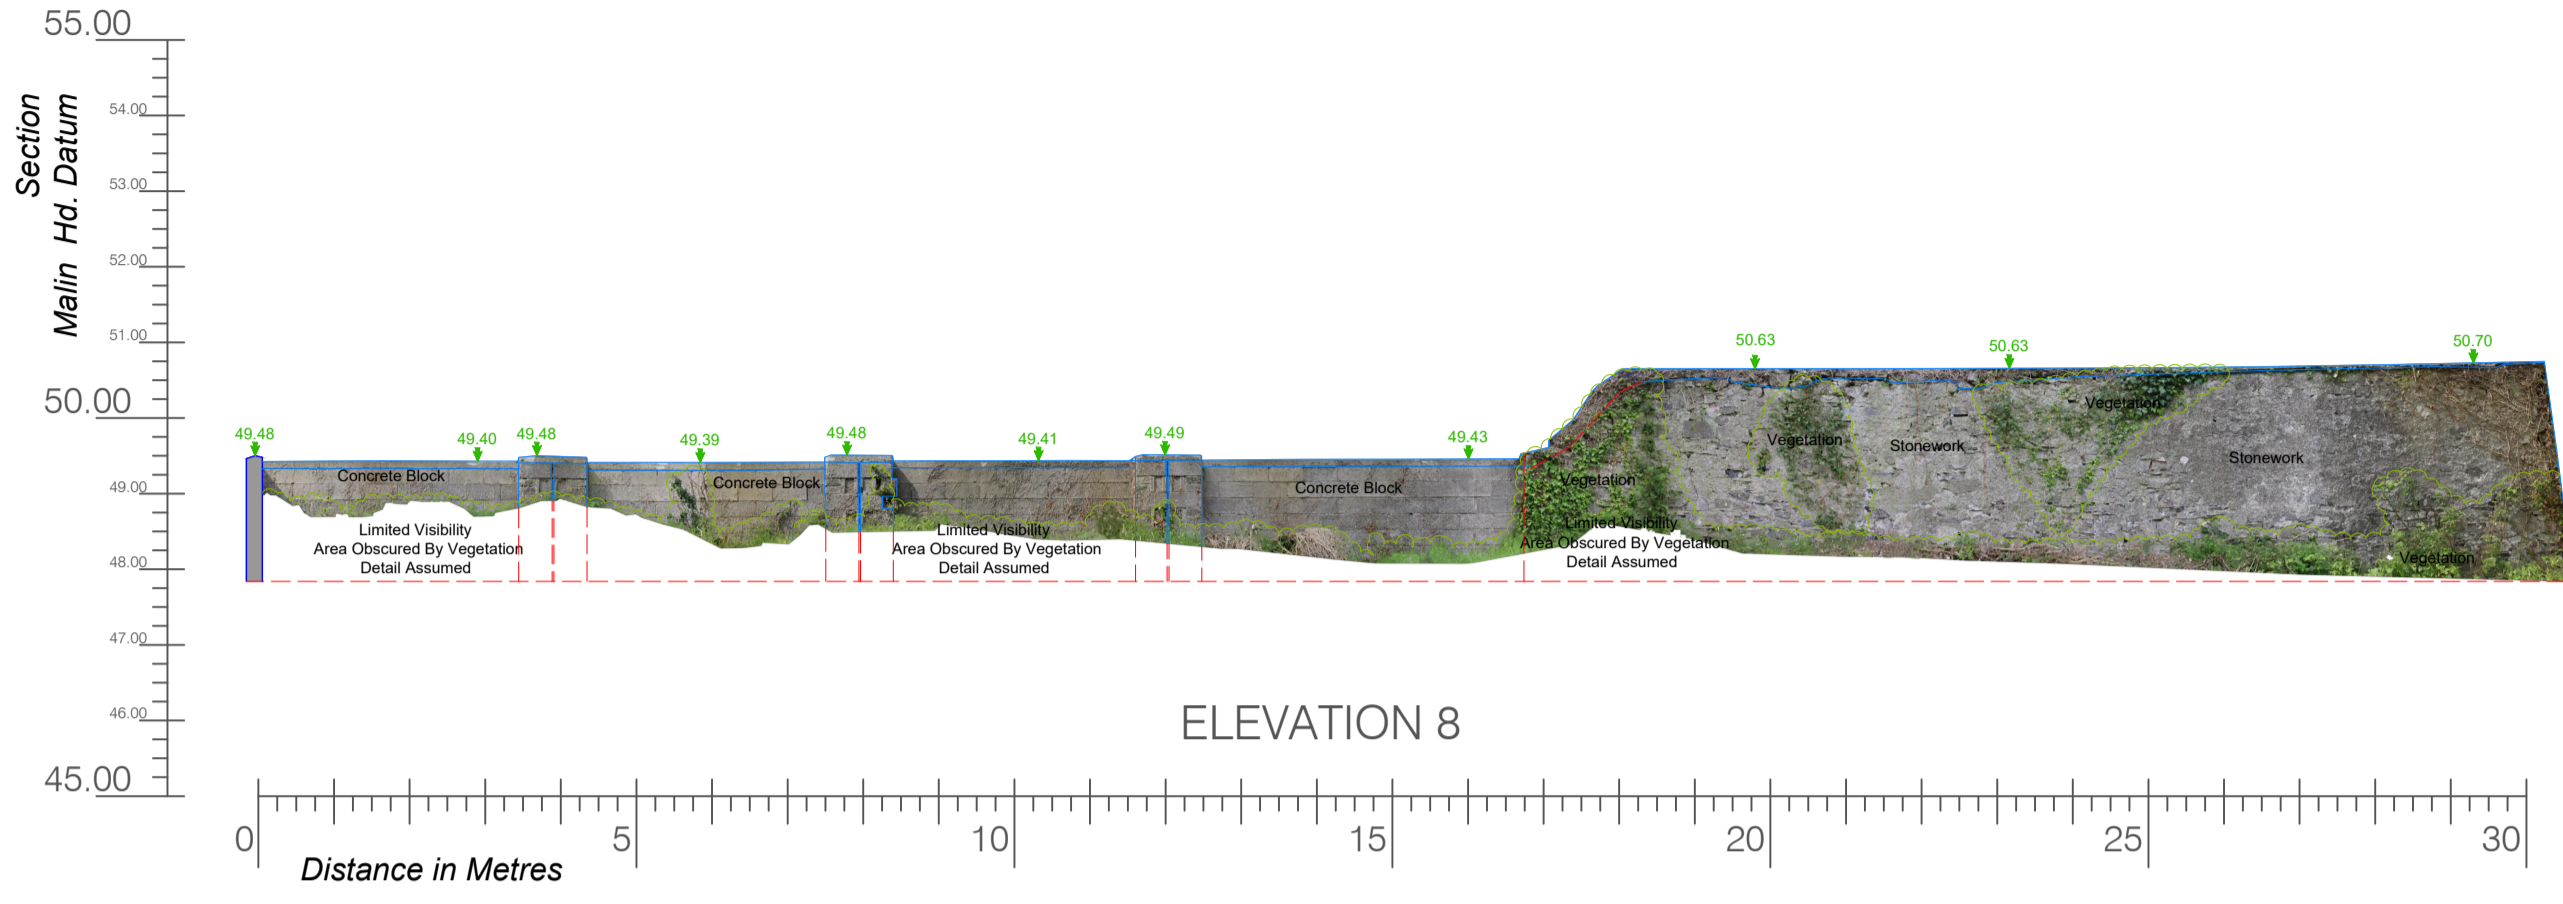 55.00
Section
Malin Hd. Datum
54.00
53.00
52.00
51.00
50.00
49.00
48.00
47.00
46.00
45.00
49.48
49.40
49.48
49.39
49.48
49.41
49.49
49.43
50.63
50.63
50.70
Concrete Block
Concrete Block
Concrete Block
Vegetation
Vegetation
Stonework
Vegetation
Stonework
Vegetation
Limited Visibility
Area Obscured By Vegetation
Detail Assumed
Limited Visibility
Area Obscured By Vegetation
Detail Assumed
Limited Visibility
Area Obscured By Vegetation
Detail Assumed
ELEVATION 8
0
5
10
15
20
25
30
Distance in Metres